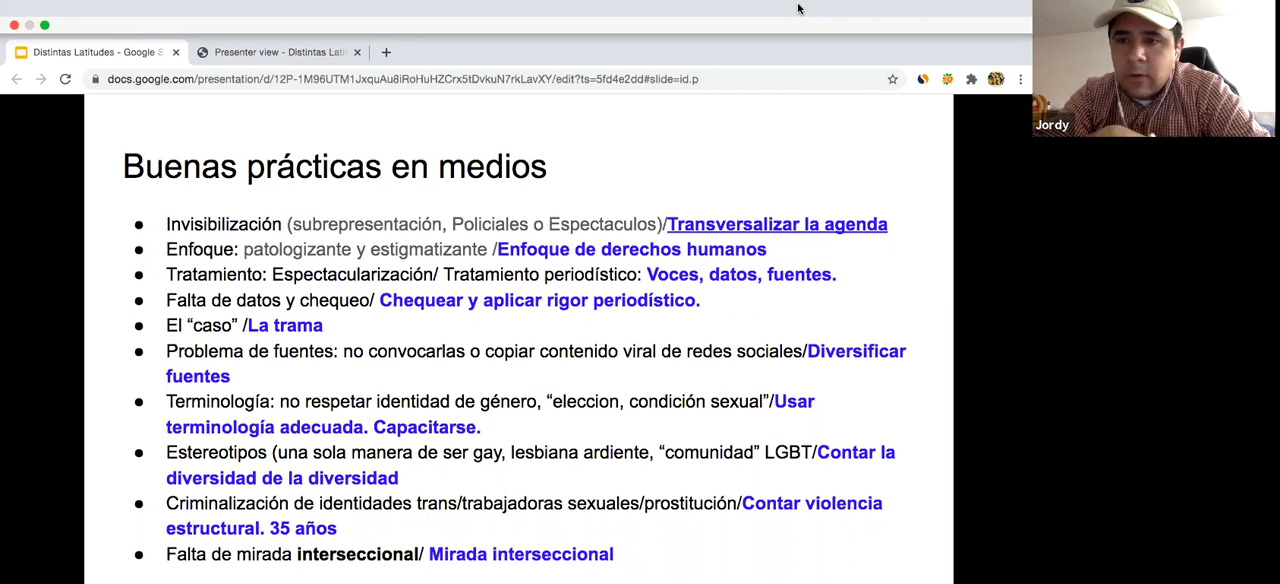 Distintas Latitudes - Google S
Presenter view - Distintas Lati
docs.google.com/presentation/d/12P-1M96UTM1JxquAu8iRoHuHZCrx5tDvkuN7rkLavXY/edit?ts=5fd4e2dd#slide=id.p
Jordy
Buenas prácticas en medios
● Invisibilización (subrepresentación, Policiales o Espectaculos)/Transversalizar la agenda
● Enfoque: patologizante y estigmatizante /Enfoque de derechos humanos
● Tratamiento: Espectacularización/ Tratamiento periodístico: Voces, datos, fuentes.
● Falta de datos y chequeo/ Chequear y aplicar rigor periodístico.
● El “caso” /La trama
● Problema de fuentes: no convocarlas o copiar contenido viral de redes sociales/Diversificar
fuentes
● Terminología: no respetar identidad de género, “eleccion, condición sexual”/Usar
terminología adecuada. Capacitarse.
● Estereotipos (una sola manera de ser gay, lesbiana ardiente, “comunidad” LGBT/Contar la
diversidad de la diversidad
● Criminalización de identidades trans/trabajadoras sexuales/prostitución/Contar violencia
estructural. 35 años
● Falta de mirada interseccional/ Mirada interseccional